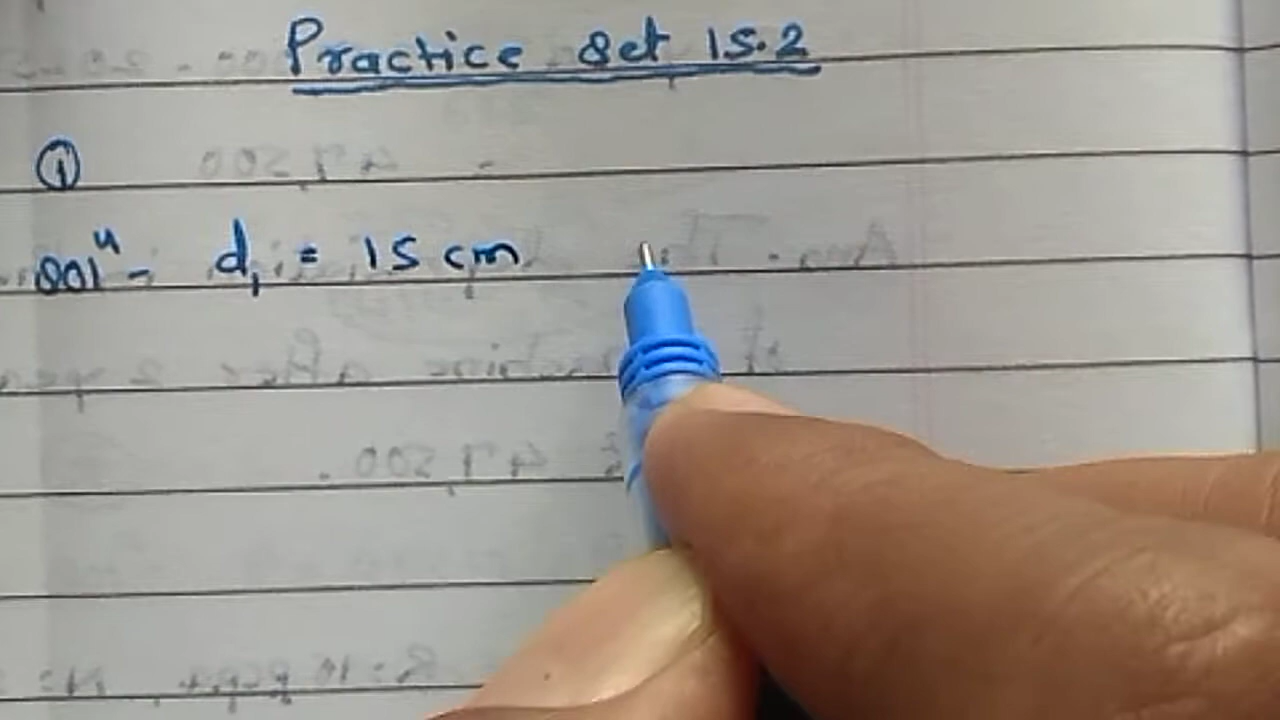 Practice Set 15.2
①
Solⁿ- d₁ = 15 cm